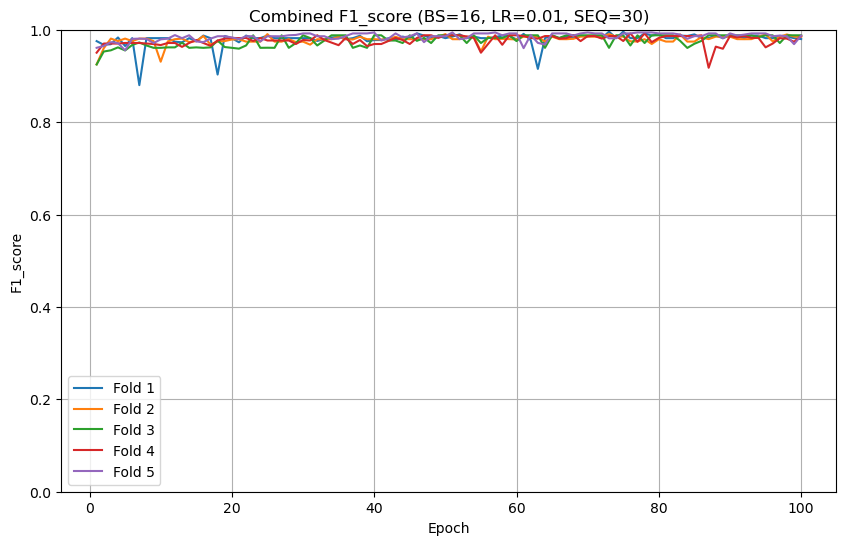 Combined F1_score (BS=16, LR=0.01, SEQ=30)
1.0
0.8
0.6
0.4
0.2
0.0
F1_score
Fold 1
Fold 2
Fold 3
Fold 4
Fold 5
0 20 40 60 80 100
Epoch